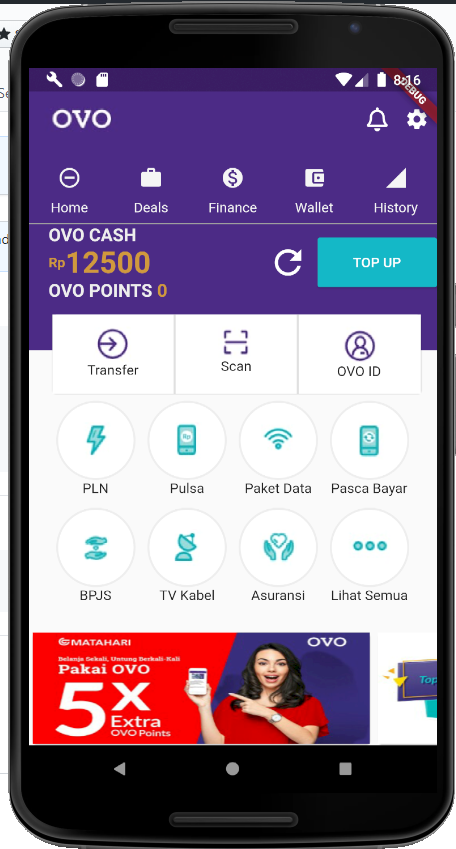 8:16
DEBUG
OVO
Home Deals Finance Wallet History
OVO CASH
Rp12500
TOP UP
OVO POINTS 0
Transfer Scan OVO ID
Rp
PLN Pulsa Paket Data Pasca Bayar
BPJS TV Kabel Asuransi Lihat Semua
MATAHARI OVO
Belanja Sekali, Untung Berkali-Kali
Pakai OVO
5X
Extra
OVO Points
Top